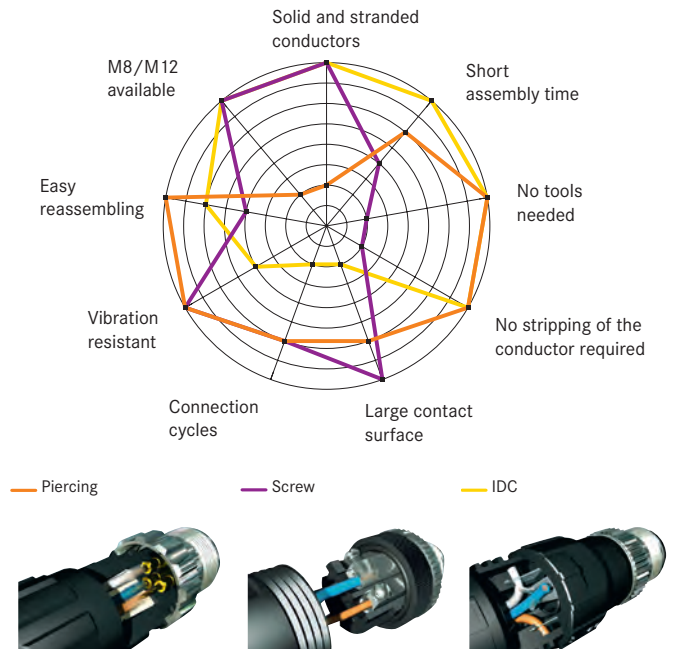 Solid and stranded
conductors
M8/M12
available
Short
assembly time
Easy
reassembling
No tools
needed
Vibration
resistant
No stripping of the
conductor required
Connection
cycles
Large contact
surface
Piercing
Screw
IDC